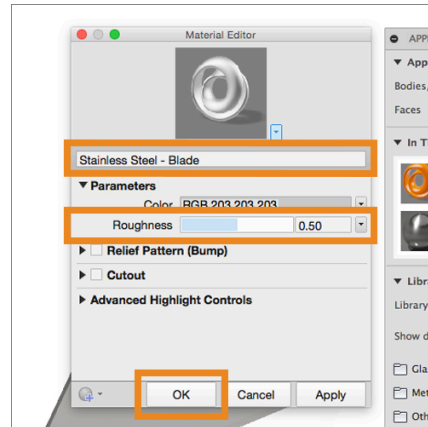 Material Editor
APP
App
Bodies,
Faces
Stainless Steel - Blade
In T
Parameters
Color RGB 203 203 203
Roughness 0.50
Relief Pattern (Bump)
Cutout
Advanced Highlight Controls
Libr
Library
Show d
Gla
Met
Oth
OK Cancel Apply